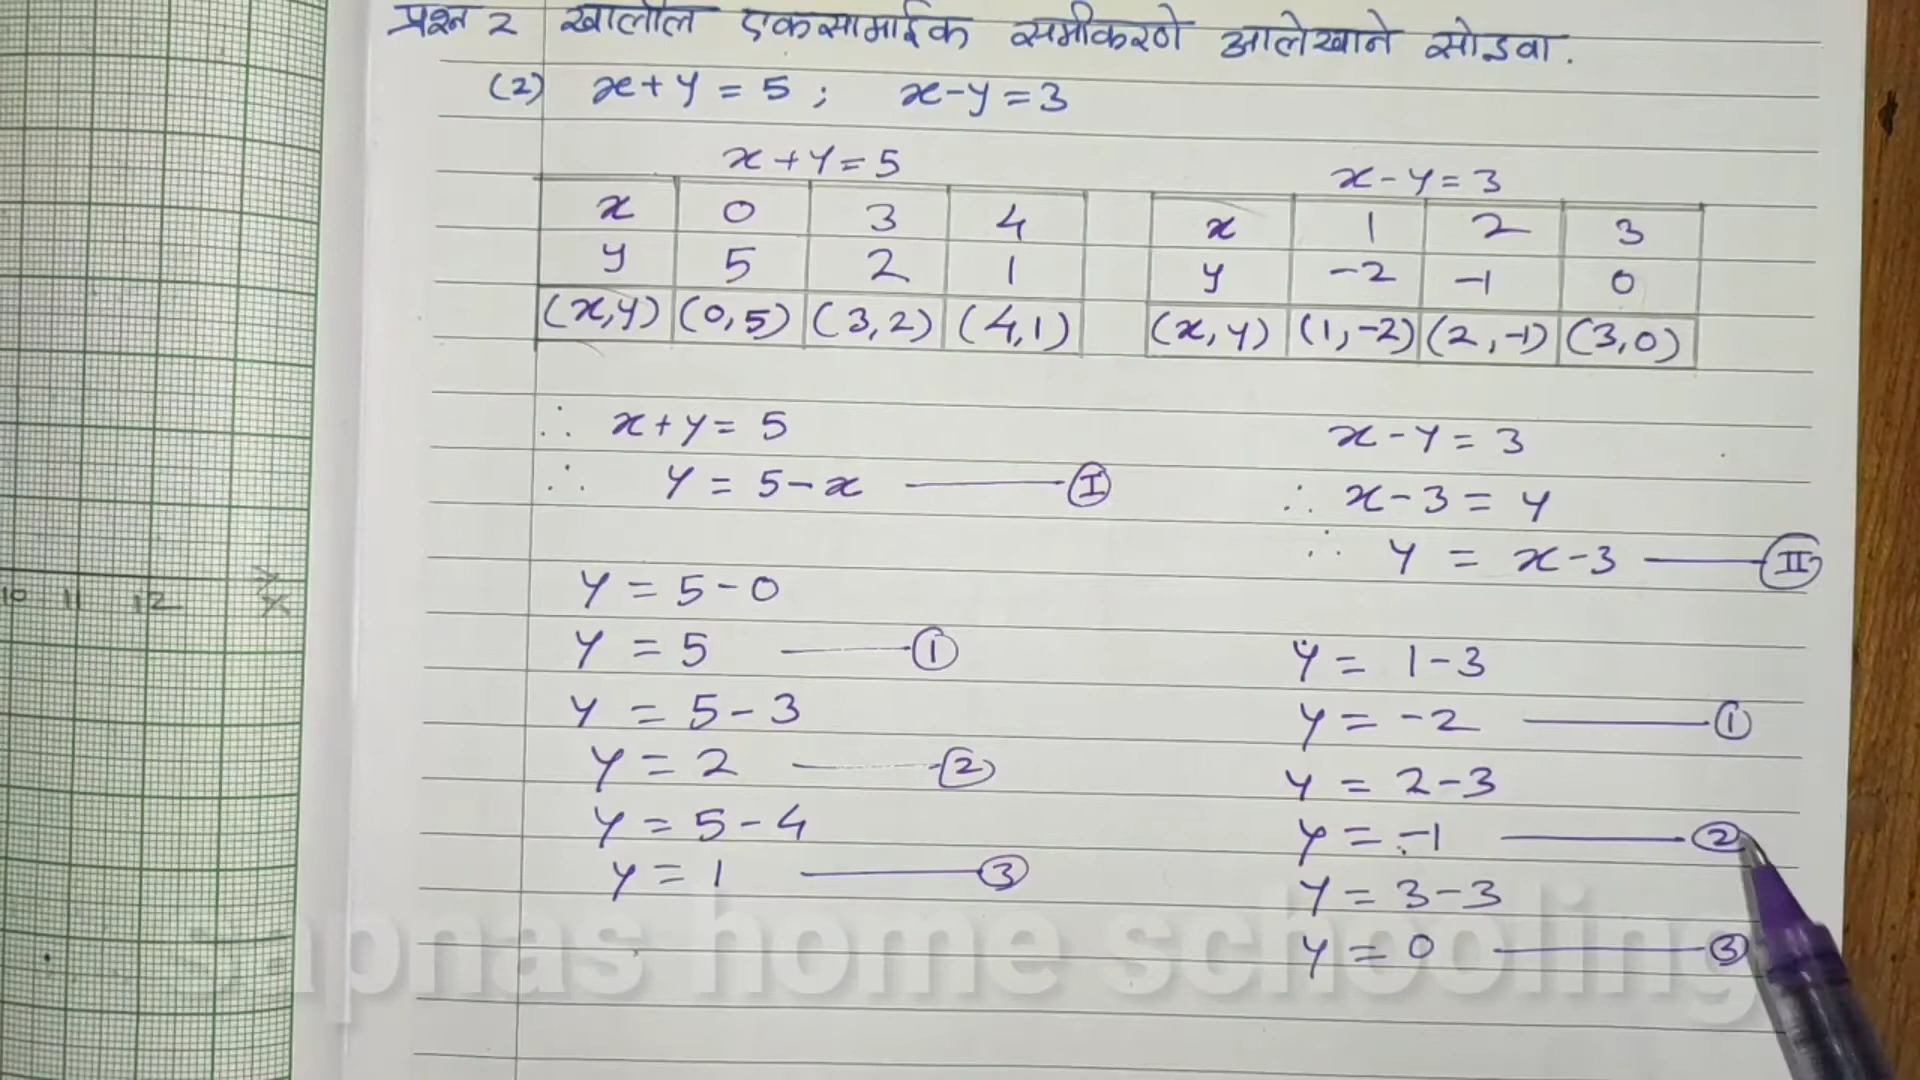 प्रश्न 2 खालील एकसामाईक समीकरणे आलेखाने सोडवा.
(2) x+y = 5 ; x-y = 3
x+y = 5
x 0 3 4
y 5 2 1
(x,y) (0,5) (3,2) (4,1)
x-y = 3
x 1 2 3
y -2 -1 0
(x,y) (1,-2) (2,-1) (3,0)
∴ x+y = 5
∴ y = 5-x ——— Ⓘ
y = 5-0
y = 5 ——— ①
y = 5-3
y = 2 ——— ②
y = 5-4
y = 1 ——— ③
x-y = 3
∴ x-3 = y
∴ y = x-3 ——— II
y = 1-3
y = -2 ——— ①
y = 2-3
y = -1 ——— ②
y = 3-3
y = 0 ——— ③
10 11 12 X
sapnas home schooling